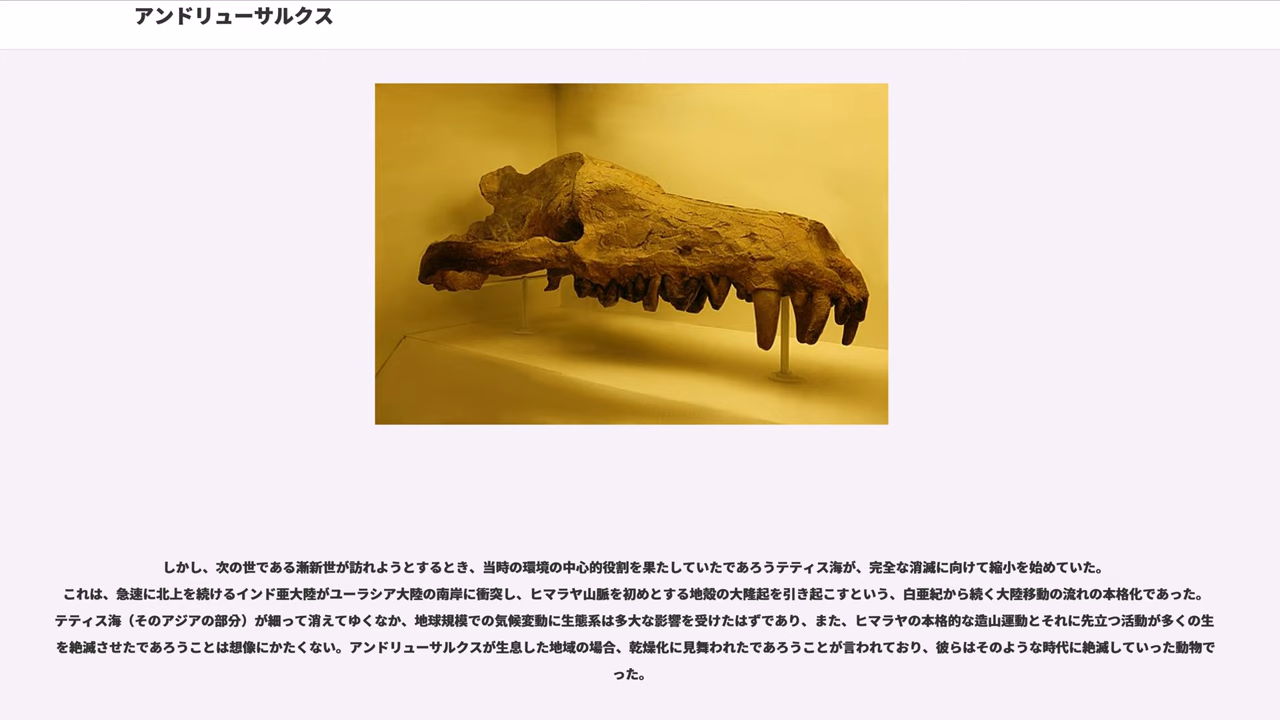 アンドリューサルクス
しかし、次の世である漸新世が訪れようとするとき、当時の環境の中心的役割を果たしていたであろうテティス海が、完全な消滅に向けて縮小を始めていた。
これは、急速に北上を続けるインド亜大陸がユーラシア大陸の南岸に衝突し、ヒマラヤ山脈を初めとする地殻の大隆起を引き起こすという、白亜紀から続く大陸移動の流れの本格化であった。
テティス海（そのアジアの部分）が細って消えてゆくなか、地球規模での気候変動に生態系は多大な影響を受けたはずであり、また、ヒマラヤの本格的な造山運動とそれに先立つ活動が多くの生
を絶滅させたであろうことは想像にかたくない。アンドリューサルクスが生息した地域の場合、乾燥化に見舞われたであろうことが言われており、彼らはそのような時代に絶滅していった動物で
った。